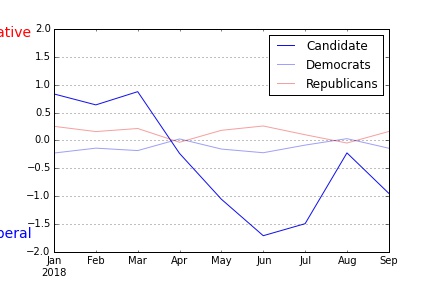 ative
beral
2.0
1.5
1.0
0.5
0.0
−0.5
−1.0
−1.5
−2.0
Jan Feb Mar Apr May Jun Jul Aug Sep
2018
Candidate
Democrats
Republicans